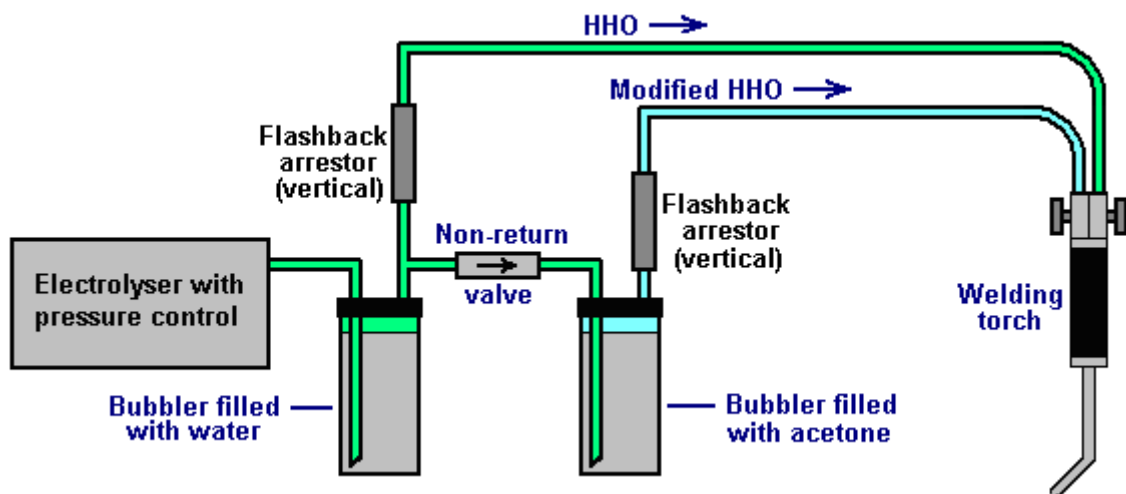 HHO
Modified HHO
Flashback
arrestor
(vertical)
Flashback
arrestor
(vertical)
Non-return
valve
Electrolyser with
pressure control
Welding
torch
Bubbler filled
with water
Bubbler filled
with acetone